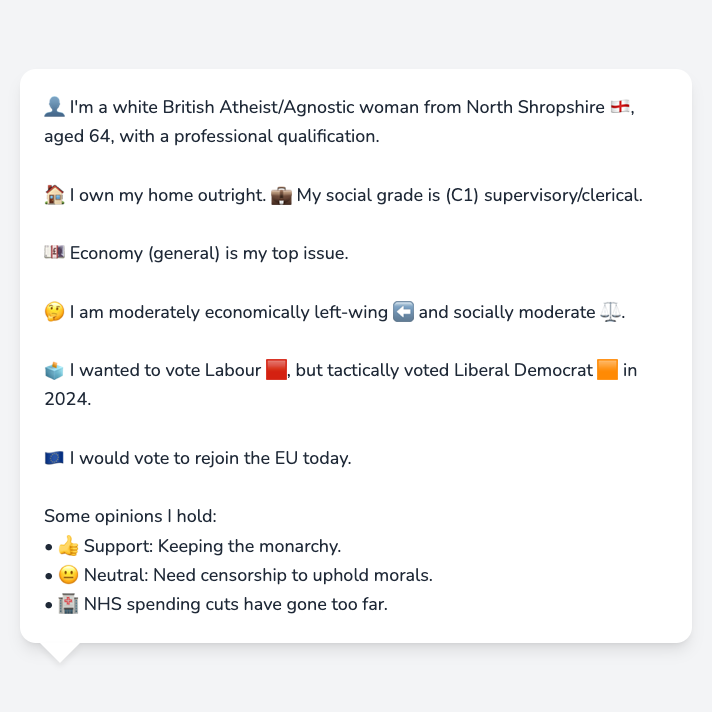 👤 I'm a white British Atheist/Agnostic woman from North Shropshire 🏴󠁧󠁢󠁥󠁮󠁧󠁿,
aged 64, with a professional qualification.
🏠 I own my home outright. 💼 My social grade is (C1) supervisory/clerical.
💷 Economy (general) is my top issue.
🤔 I am moderately economically left-wing ⬅️ and socially moderate ⚖️.
🗳️ I wanted to vote Labour 🟥, but tactically voted Liberal Democrat 🟧 in
2024.
🇪🇺 I would vote to rejoin the EU today.
Some opinions I hold:
• 👍 Support: Keeping the monarchy.
• 😐 Neutral: Need censorship to uphold morals.
• 🏥 NHS spending cuts have gone too far.